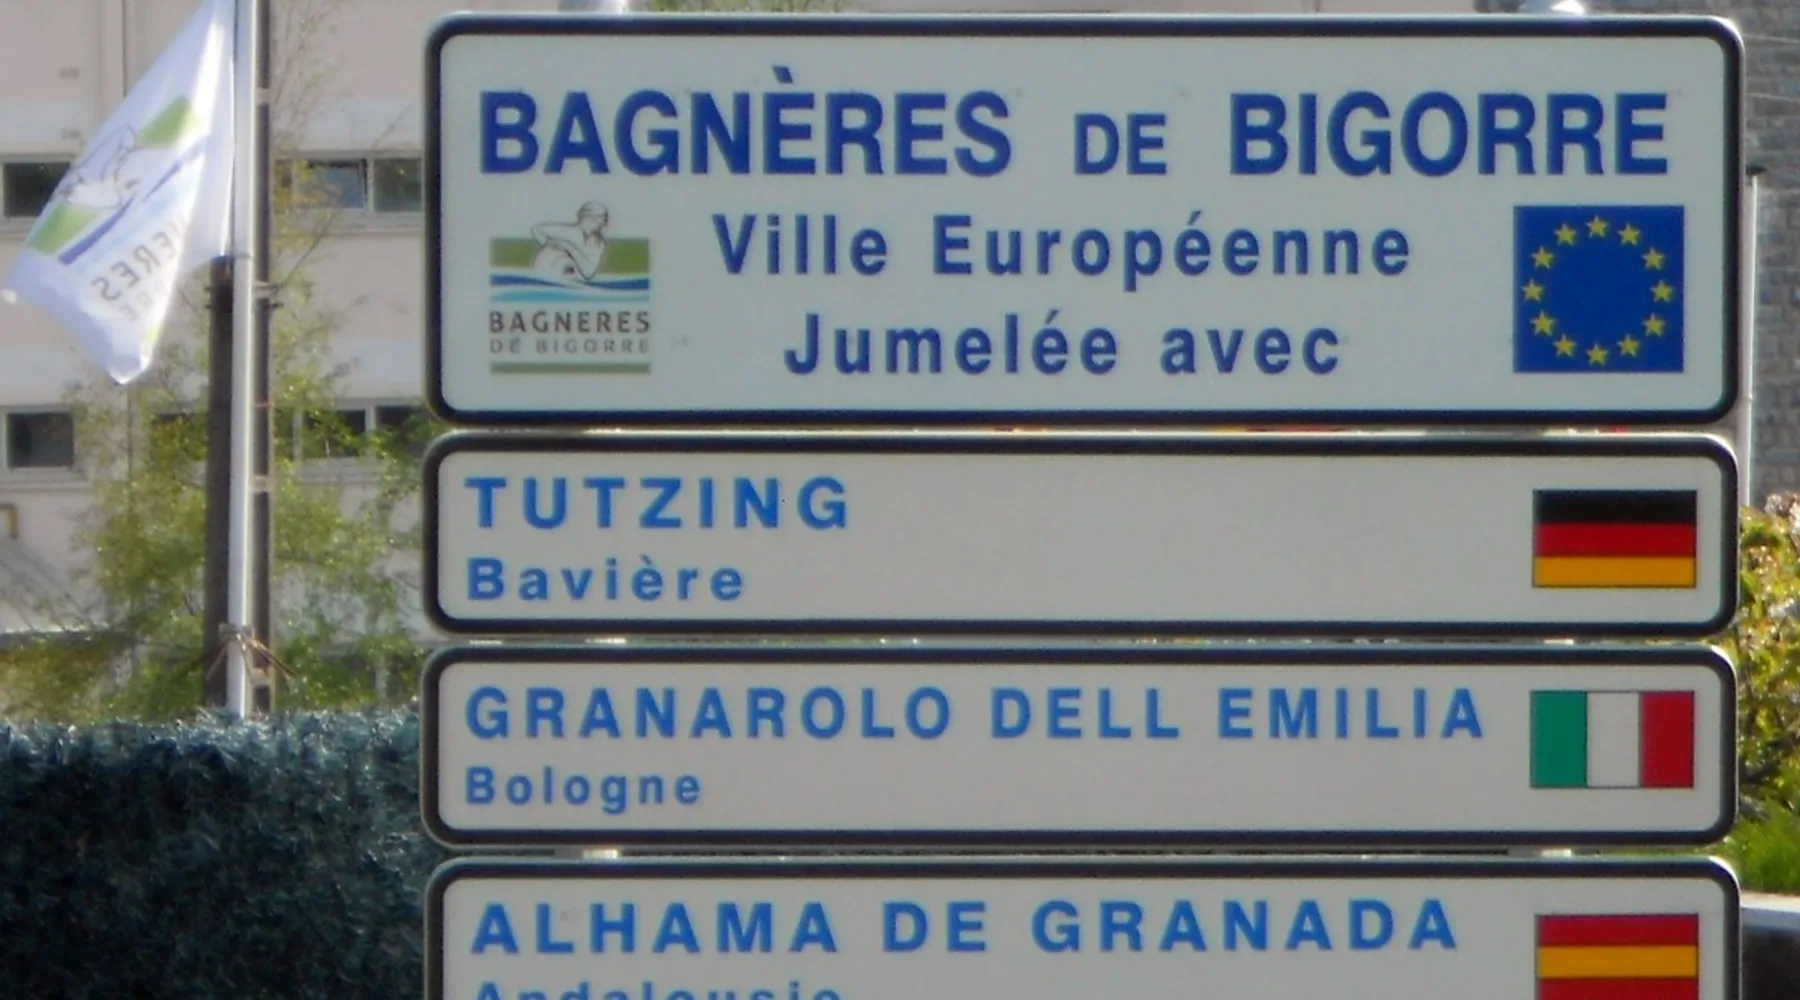 BAGNÈRES DE BIGORRE
Ville Européenne
Jumelée avec
BAGNERES
DE BIGORRE
TUTZING
Bavière
GRANAROLO DELL EMILIA
Bologne
ALHAMA DE GRANADA
Andalousie